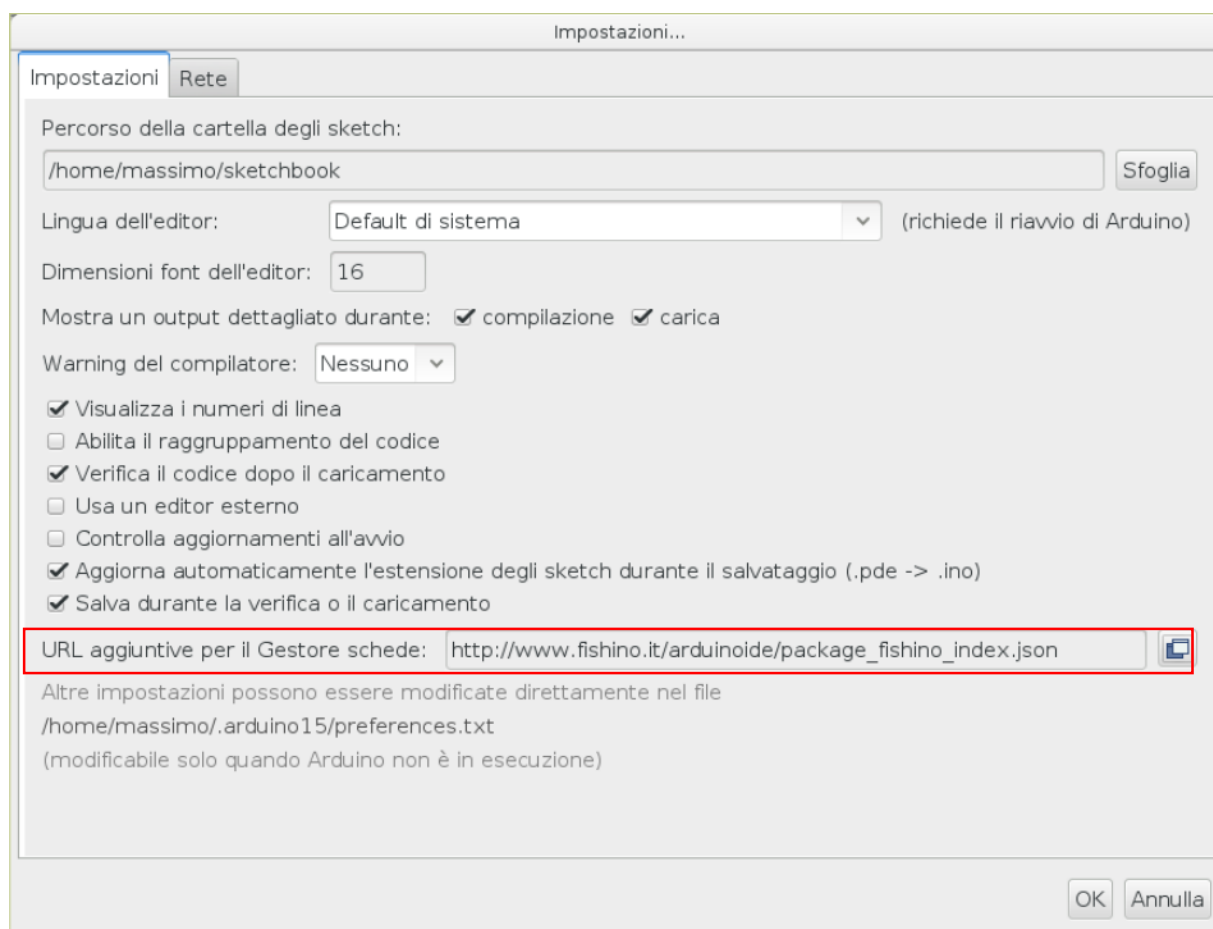 Impostazioni...
Impostazioni Rete
Percorso della cartella degli sketch:
/home/massimo/sketchbook Sfoglia
Lingua dell'editor: Default di sistema (richiede il riavvio di Arduino)
Dimensioni font dell'editor: 16
Mostra un output dettagliato durante: compilazione carica
Warning del compilatore: Nessuno
Visualizza i numeri di linea
Abilita il raggruppamento del codice
Verifica il codice dopo il caricamento
Usa un editor esterno
Controlla aggiornamenti all'avvio
Aggiorna automaticamente l'estensione degli sketch durante il salvataggio (.pde -> .ino)
Salva durante la verifica o il caricamento
URL aggiuntive per il Gestore schede: http://www.fishino.it/arduinoide/package_fishino_index.json
Altre impostazioni possono essere modificate direttamente nel file
/home/massimo/.arduino15/preferences.txt
(modificabile solo quando Arduino non è in esecuzione)
OK Annulla